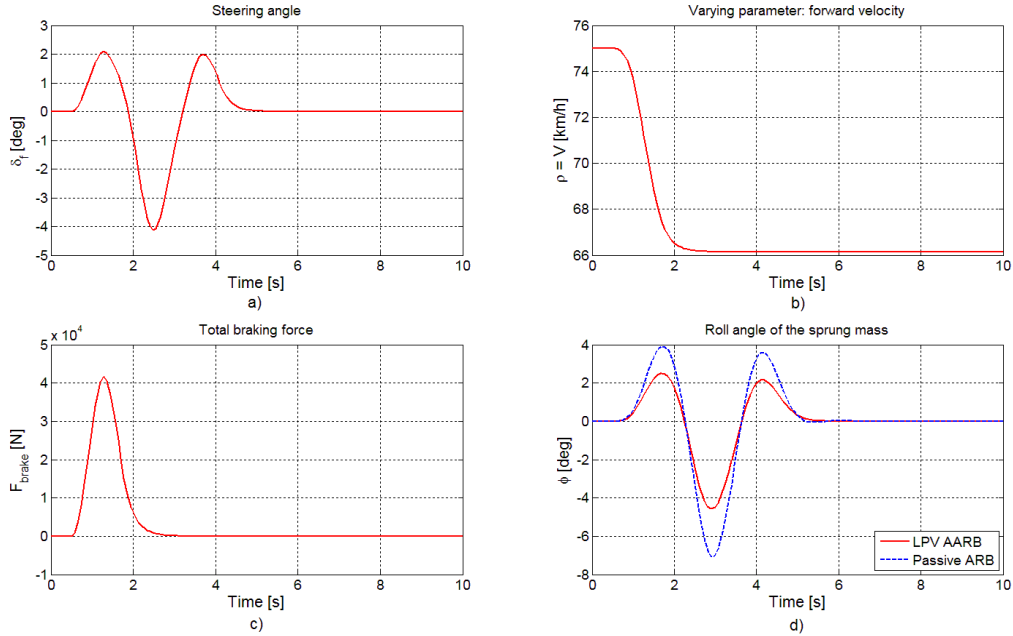 Steering angle
3
2
1
0
-1
-2
-3
-4
-5
δf [deg]
0 2 4 6 8 10
Time [s]
a)
Varying parameter: forward velocity
76
74
72
70
68
66
ρ = V [km/h]
0 2 4 6 8 10
Time [s]
b)
Total braking force
x 10^4
5
4
3
2
1
0
-1
Fbrake [N]
0 2 4 6 8 10
Time [s]
c)
Roll angle of the sprung mass
4
2
0
-2
-4
-6
-8
ϕ [deg]
LPV AARB
Passive ARB
0 2 4 6 8 10
Time [s]
d)